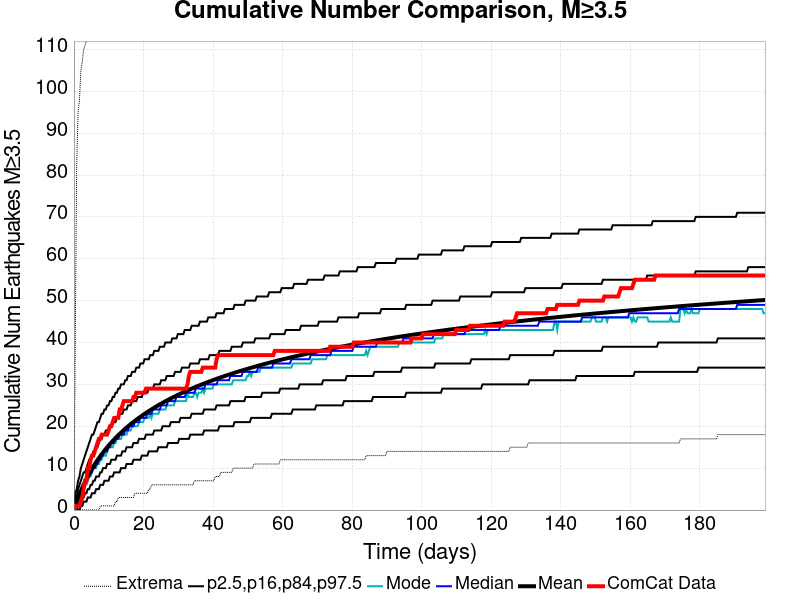 Cumulative Number Comparison, M≥3.5
Cumulative Num Earthquakes M≥3.5
110
100
90
80
70
60
50
40
30
20
10
0
0 20 40 60 80 100 120 140 160 180
Time (days)
Extrema p2.5,p16,p84,p97.5 Mode Median Mean ComCat Data